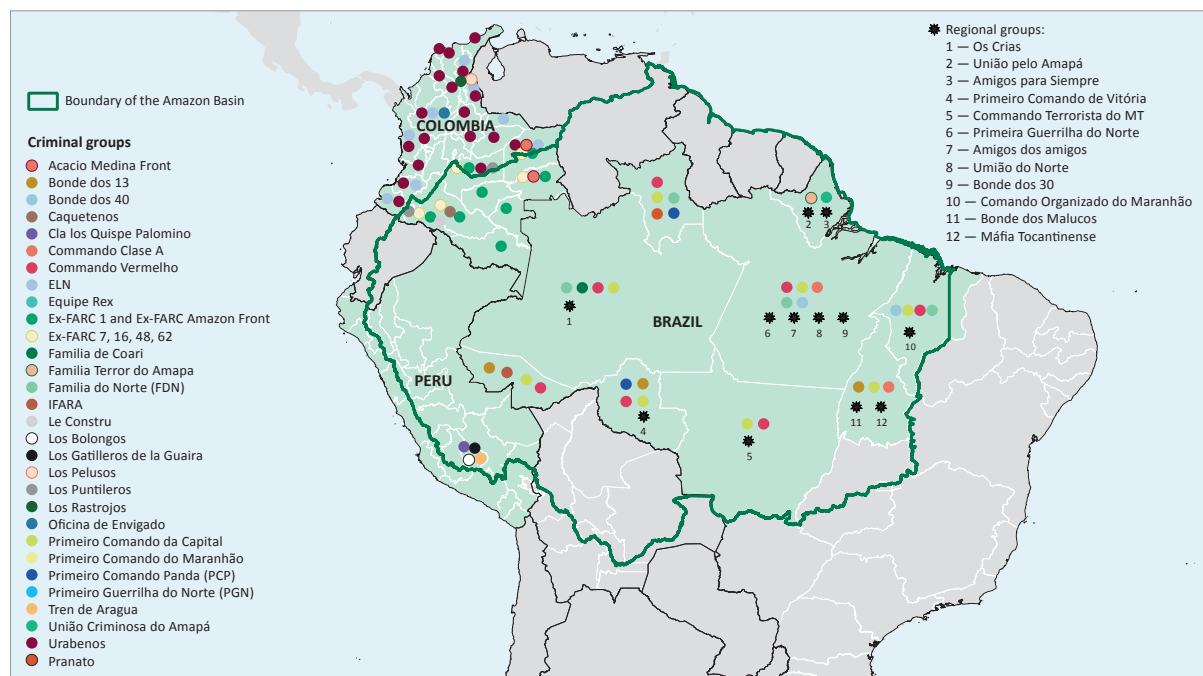 Boundary of the Amazon Basin
Criminal groups
Acacio Medina Front
Bonde dos 13
Bonde dos 40
Caquetenos
Cla los Quispe Palomino
Commando Clase A
Commando Vermelho
ELN
Equipe Rex
Ex-FARC 1 and Ex-FARC Amazon Front
Ex-FARC 7, 16, 48, 62
Familia de Coari
Familia Terror do Amapa
Familia do Norte (FDN)
IFARA
Le Constru
Los Bolongos
Los Gatilleros de la Guaira
Los Pelusos
Los Puntileros
Los Rastrojos
Oficina de Envigado
Primeiro Comando da Capital
Primeiro Comando do Maranhão
Primeiro Comando Panda (PCP)
Primeiro Guerrilha do Norte (PGN)
Tren de Aragua
União Criminosa do Amapá
Urabenos
Pranato
COLOMBIA
PERU
BRAZIL
2
3
1
6
7
8
9
10
4
5
11
12
Regional groups:
1 — Os Crias
2 — União pelo Amapá
3 — Amigos para Siempre
4 — Primeiro Comando de Vitória
5 — Commando Terrorista do MT
6 — Primeira Guerrilha do Norte
7 — Amigos dos amigos
8 — Umião do Norte
9 — Bonde dos 30
10 — Comando Organizado do Maranhão
11 — Bonde dos Malucos
12 — Máfia Tocantinense